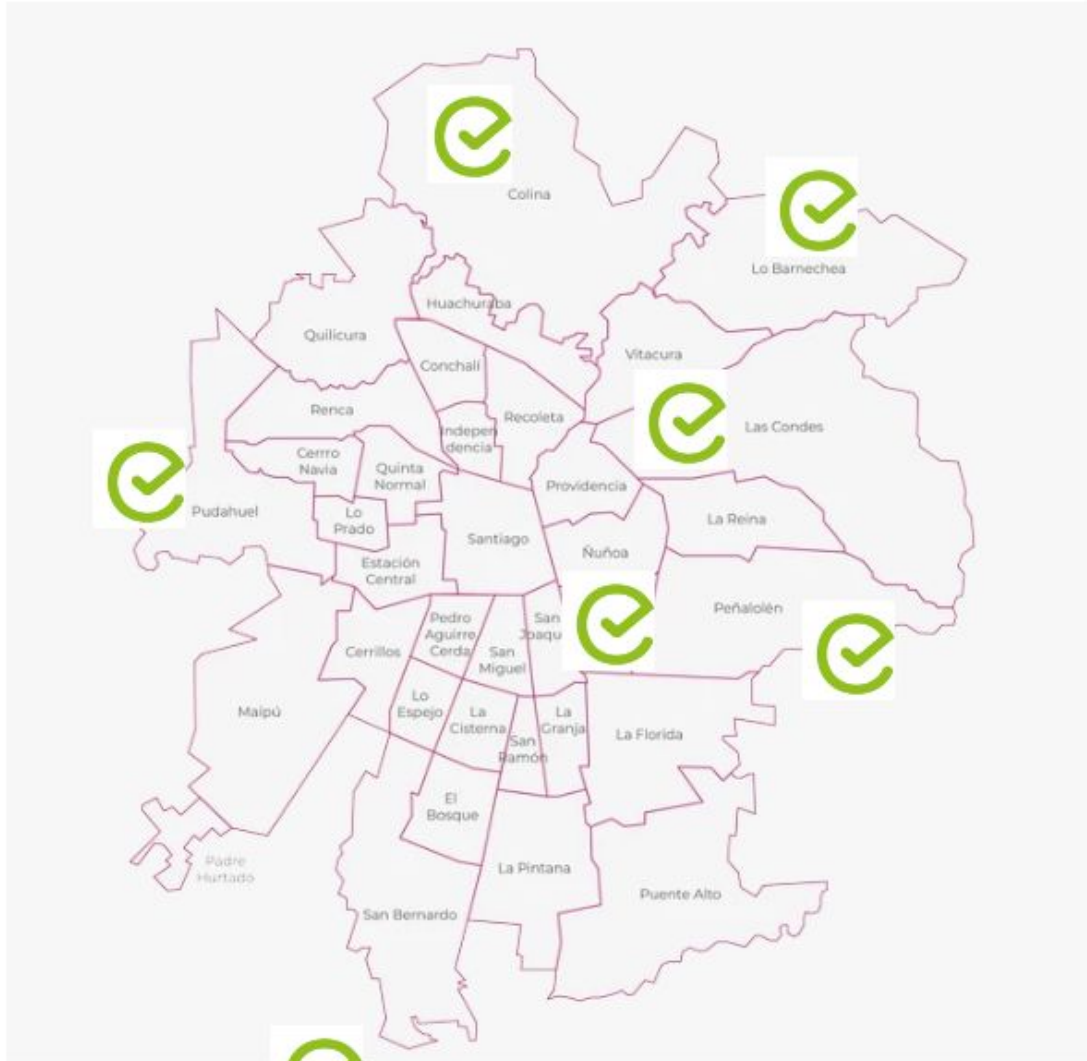 Colina
Lo Barnechea
Huachuraba
Quilicura
Vitacura
Conchalí
Renca
Recoleta
Las Condes
Indepen
dencia
Cerrro
Navia
Quinta
Normal
Providencia
Pudahuel
Lo
Prado
La Reina
Santiago
Ñuñoa
Estación
Central
Peñalolén
Pedro
Aguirre
Cerda
San
Joaqu
Cerrillos
San
Miguel
Lo
Espejo
La
Cisterna
La
Granja
Maipú
San
Ramón
La Florida
El
Bosque
Padre
Hurtado
La Pintana
Puente Alto
San Bernardo